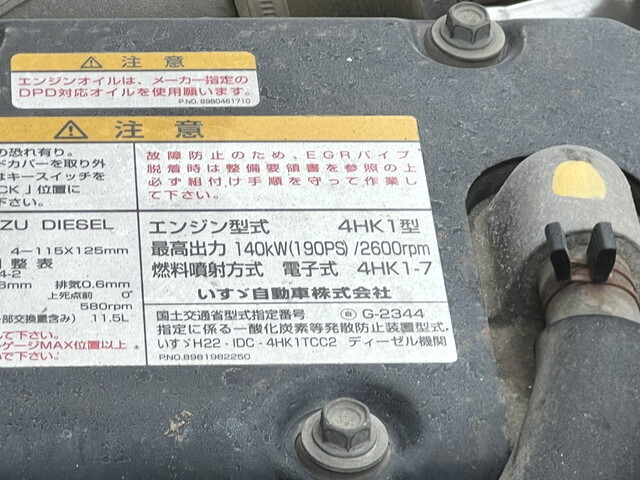 注意
エンジンオイルは、メーカー指定の
DPD対応オイルを使用願います。
P.NO. 8980461710
注意
の恐れ有り。
ドカバーを取り外
はキースイッチを
CK」位置に
故障防止のため、EGRパイプ
脱着時は整備要領書を参照の上
必ず組付け手順を守って作業し
て下さい。
ZU DIESEL
4-115X125mm
調整表
4-2
排気0.6mm
上死点前 0°
580rpm
部交換量含み) 11.5L
して下さい。
ゲージMAX位置以上
ので下さい。
エンジン型式 4HK1型
最高出力 140kW(190PS)/2600rpm
燃料噴射方式 電子式 4HK1-7
いすゞ自動車株式会社
国土交通省型式指定番号 自 G-2344
指定に係る一酸化炭素等発散防止装置型式,
いすゞH22-IDC-4HK1TCC2 ディーゼル機関
P.NO.8981982250